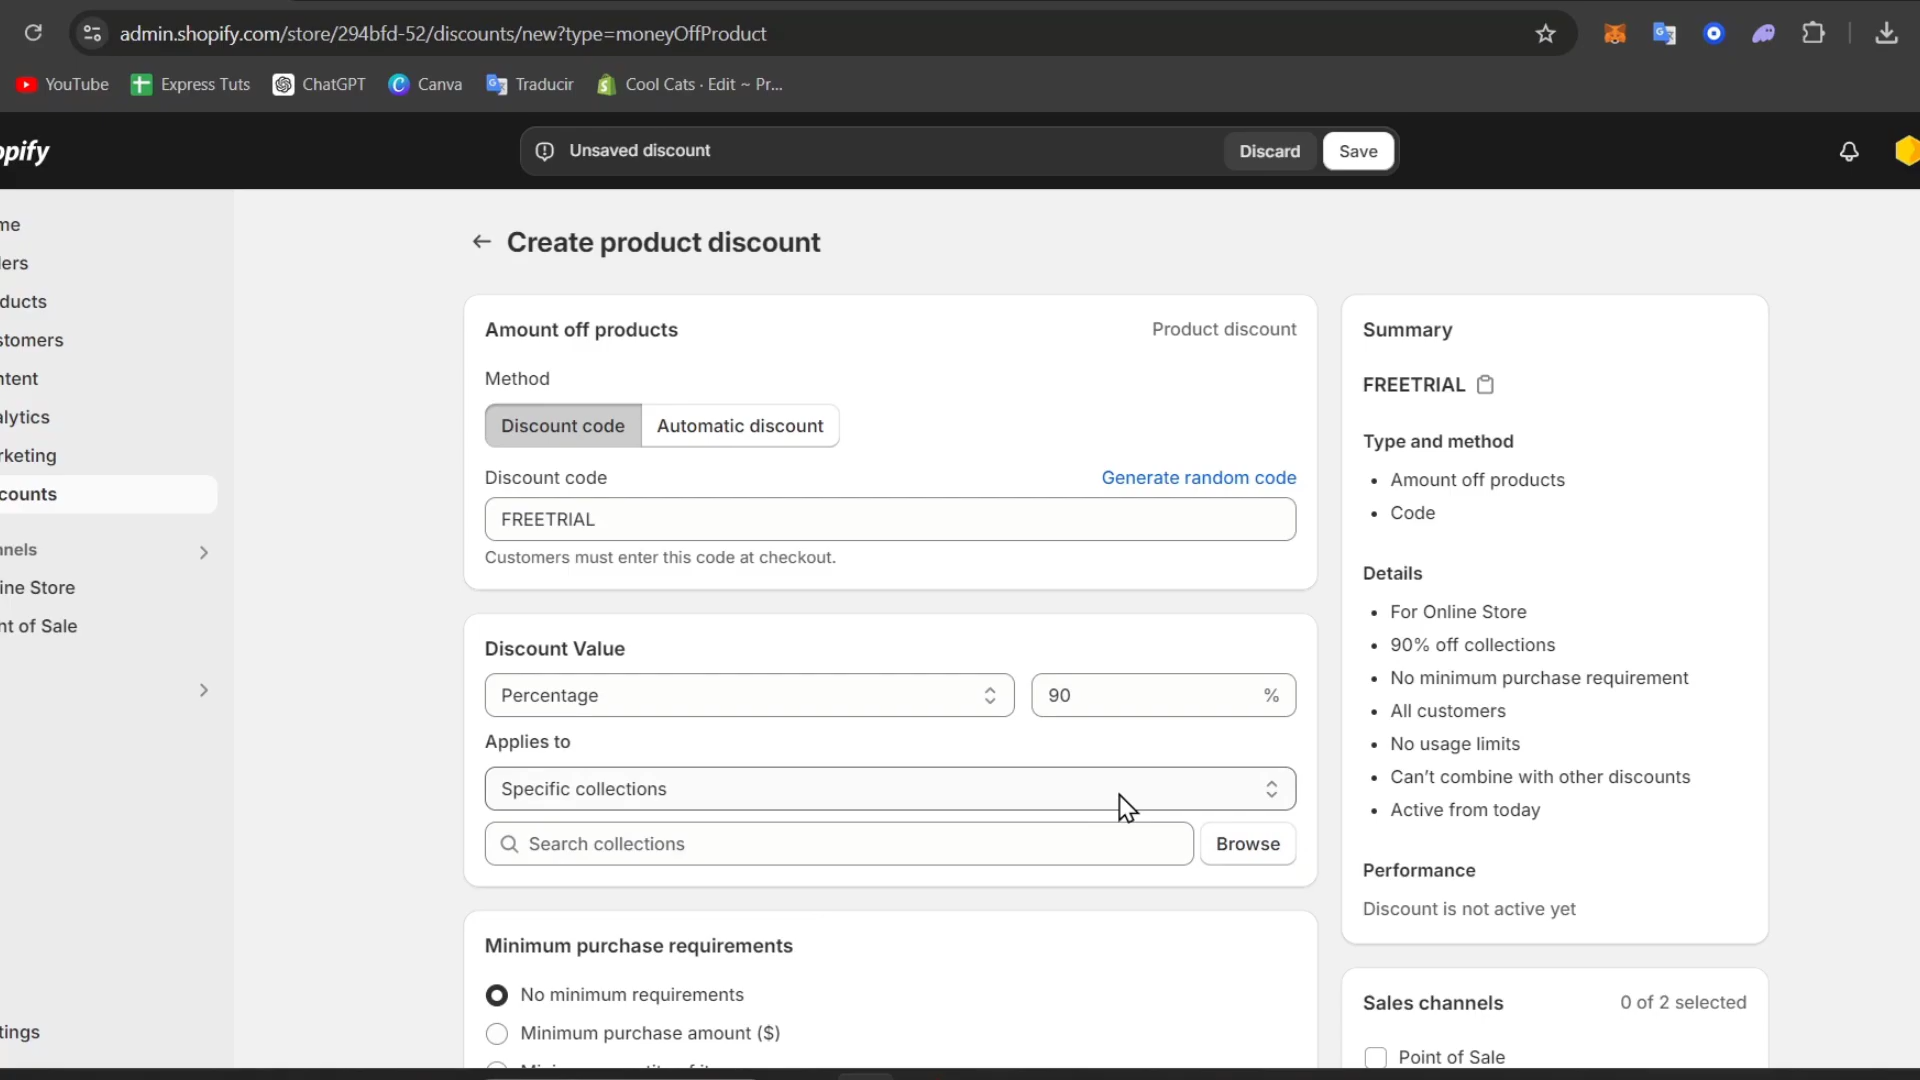 admin.shopify.com/store/294bfd-52/discounts/new?type=moneyOffProduct
YouTube Express Tuts ChatGPT Canva Traducir Cool Cats · Edit ~ Pr...
opify
Unsaved discount
Discard
Save
me
ders
ducts
stomers
ntent
alytics
rketing
counts
nnels
ine Store
nt of Sale
tings
Create product discount
Amount off products
Product discount
Method
Discount code
Automatic discount
Discount code
Generate random code
FREETRIAL
Customers must enter this code at checkout.
Discount Value
Percentage
90 %
Applies to
Specific collections
Search collections
Browse
Minimum purchase requirements
No minimum requirements
Minimum purchase amount ($)
Summary
FREETRIAL
Type and method
• Amount off products
• Code
Details
• For Online Store
• 90% off collections
• No minimum purchase requirement
• All customers
• No usage limits
• Can't combine with other discounts
• Active from today
Performance
Discount is not active yet
Sales channels
0 of 2 selected
Point of Sale